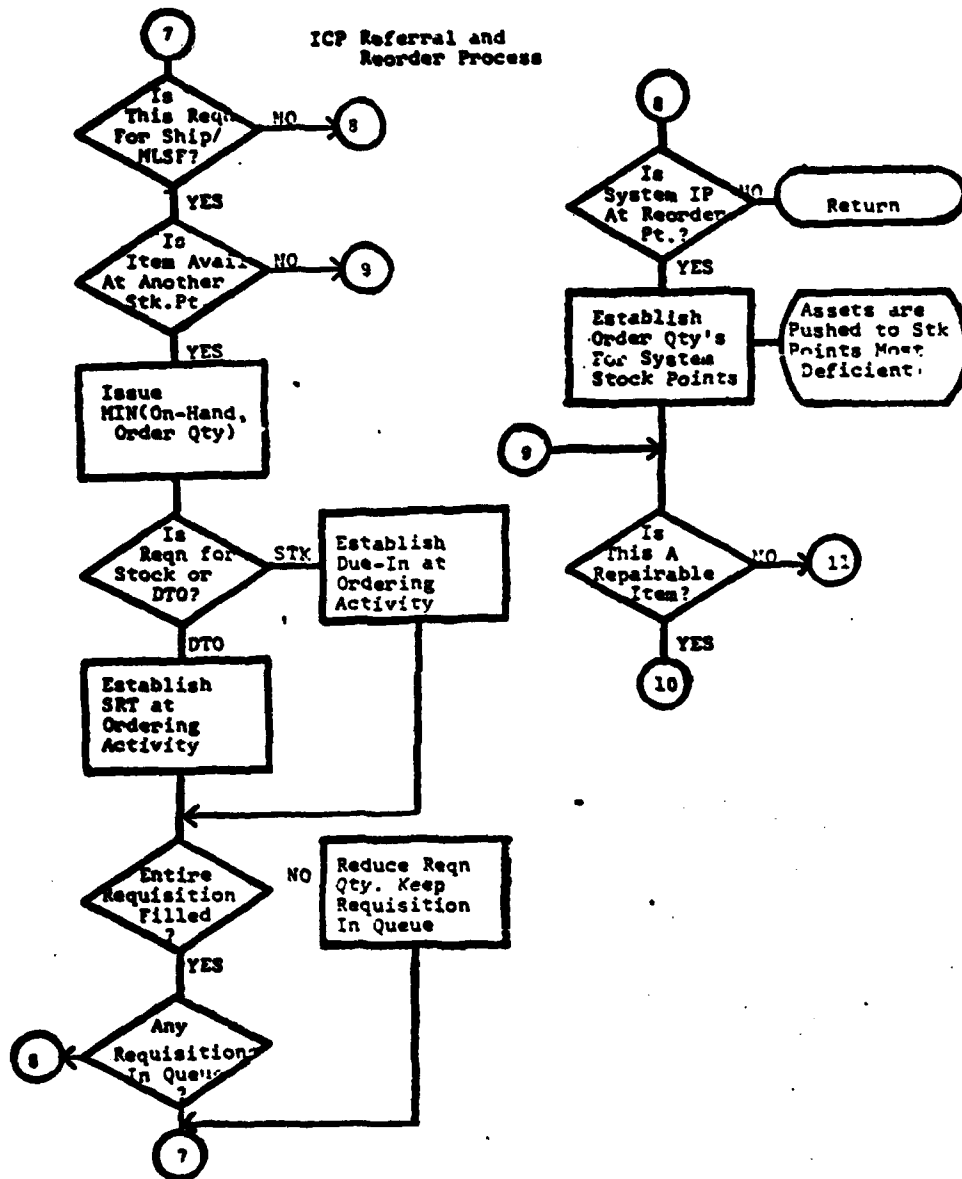 ICP Referral and
Reorder Process
7
Is
This Reqn
For Ship/
MLSF?
NO
8
YES
Is
Item Avail
At Another
Stk.Pt.
NO
9
YES
Issue
MIN(On-Hand,
Order Qty)
Is
Reqn for
Stock or
DTO?
STK
Establish
Due-In at
Ordering
Activity
DTO
Establish
SRT at
Ordering
Activity
Entire
Requisition
Filled
?
NO
Reduce Reqn
Qty. Keep
Requisition
In Queue
YES
Any
Requisition
In Queue
?
8
7
8
Is
System IP
At Reorder
Pt.?
NO
Return
YES
Establish
Order Qty's
For System
Stock Points
Assets are
Pushed to Stk
Points Most
Deficient.
9
Is
This A
Repairable
Item?
NO
11
YES
10